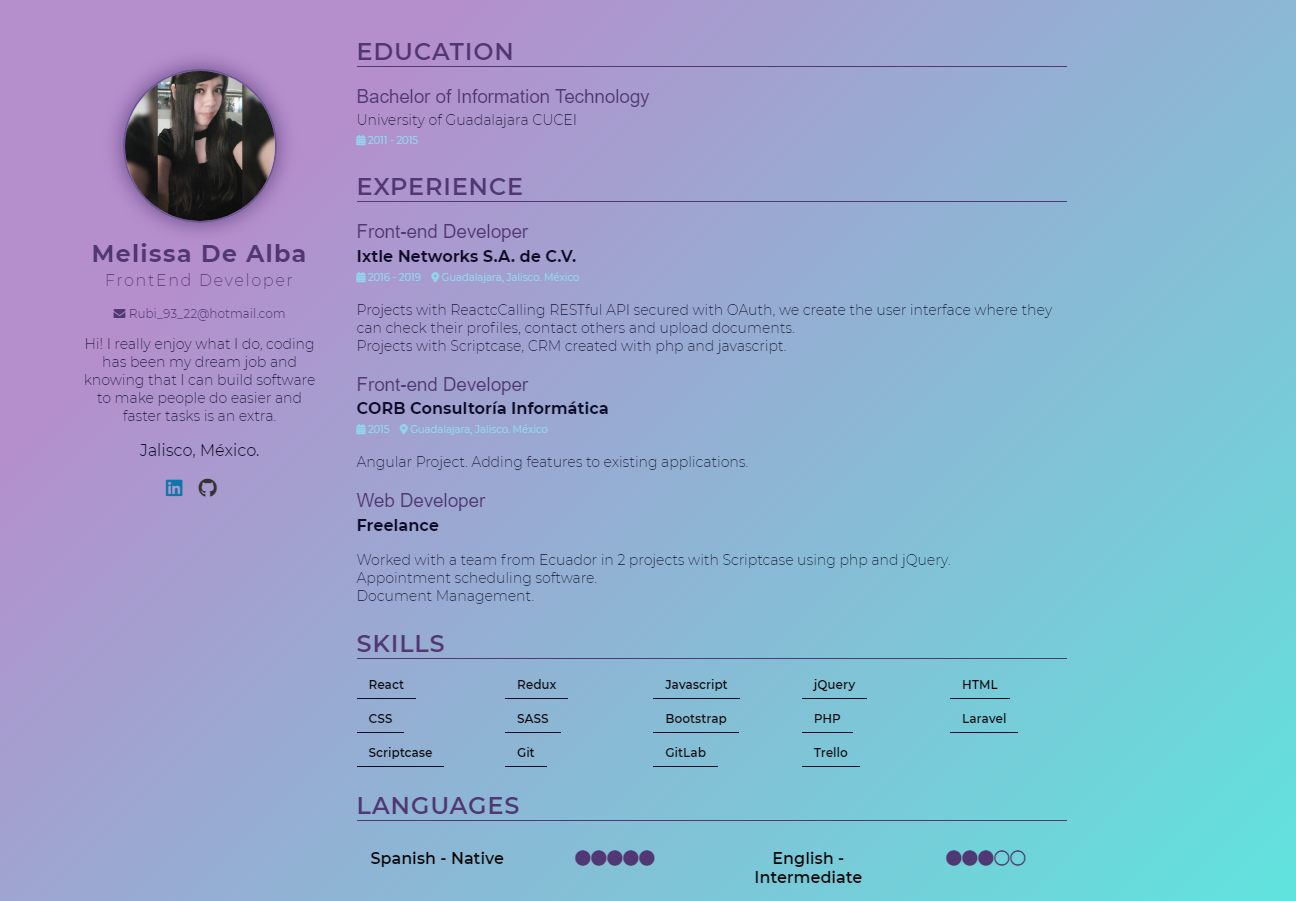 Melissa De Alba
FrontEnd Developer
Rubi_93_22@hotmail.com
Hi! I really enjoy what I do, coding
has been my dream job and
knowing that I can build software
to make people do easier and
faster tasks is an extra.
Jalisco, México.
EDUCATION
Bachelor of Information Technology
University of Guadalajara CUCEI
2011 - 2015
EXPERIENCE
Front-end Developer
Ixtle Networks S.A. de C.V.
2016 - 2019 Guadalajara, Jalisco. México
Projects with ReactcCalling RESTful API secured with OAuth, we create the user interface where they
can check their profiles, contact others and upload documents.
Projects with Scriptcase, CRM created with php and javascript.
Front-end Developer
CORB Consultoría Informática
2015 Guadalajara, Jalisco. México
Angular Project. Adding features to existing applications.
Web Developer
Freelance
Worked with a team from Ecuador in 2 projects with Scriptcase using php and jQuery.
Appointment scheduling software.
Document Management.
SKILLS
React Redux Javascript jQuery HTML
CSS SASS Bootstrap PHP Laravel
Scriptcase Git GitLab Trello
LANGUAGES
Spanish - Native English -
Intermediate